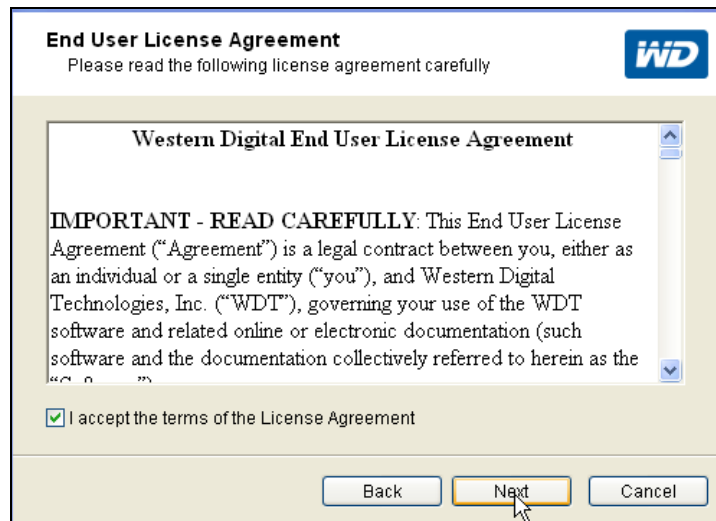 End User License Agreement
Please read the following license agreement carefully
WD
Western Digital End User License Agreement
IMPORTANT - READ CAREFULLY: This End User License
Agreement (“Agreement”) is a legal contract between you, either as
an individual or a single entity (“you”), and Western Digital
Technologies, Inc. (“WDT”), governing your use of the WDT
software and related online or electronic documentation (such
software and the documentation collectively referred to herein as the
I accept the terms of the License Agreement
Back Next Cancel